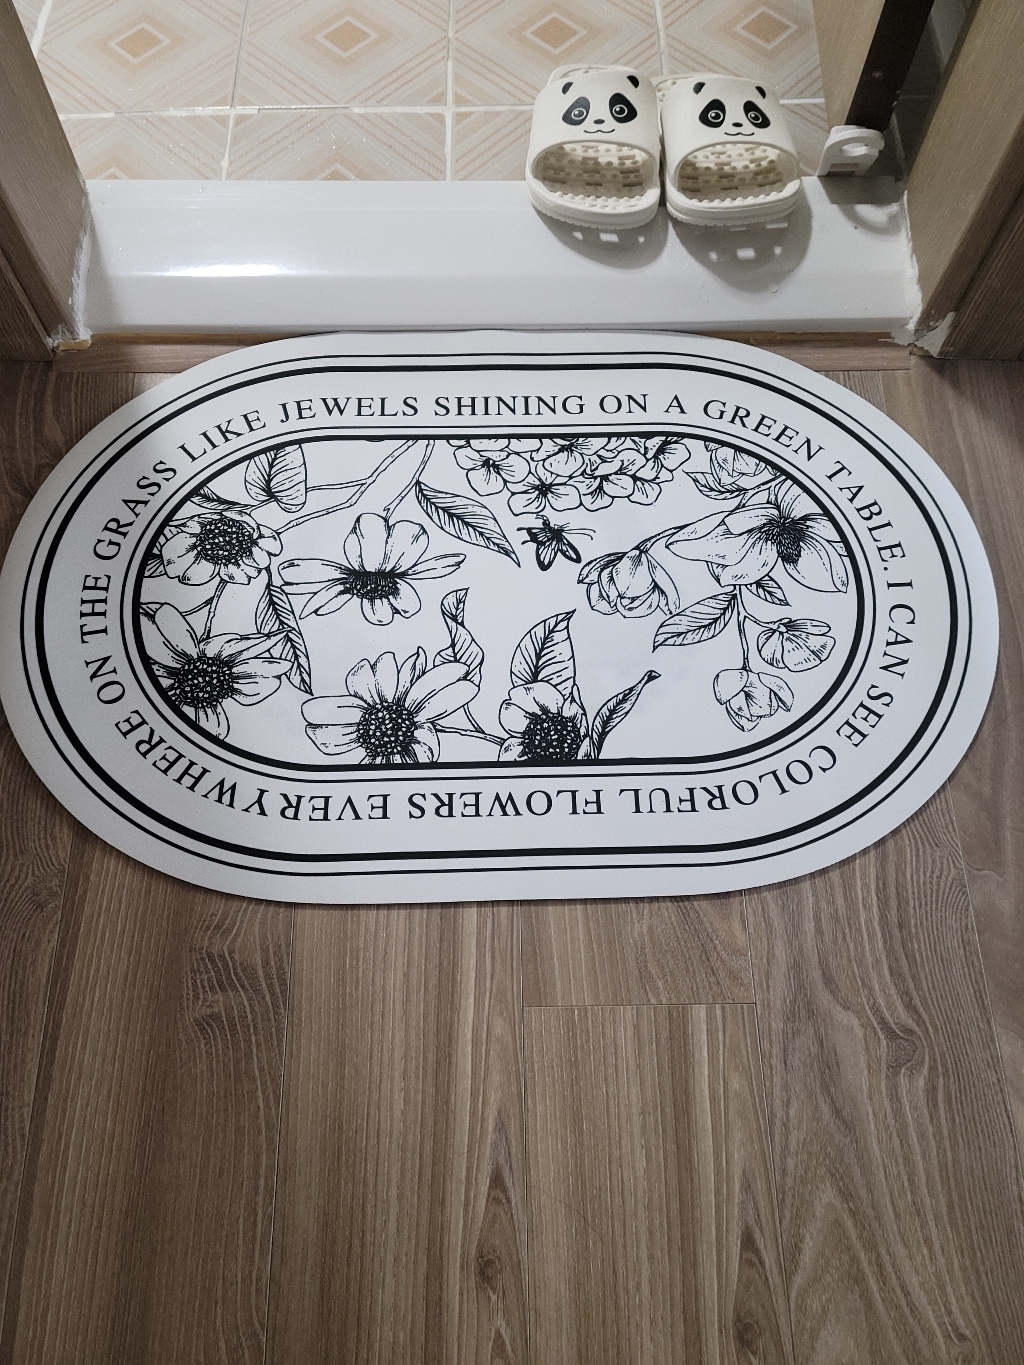 I CAN SEE COLORFUL FLOWERS EVERYWHERE ON THE GRASS LIKE JEWELS SHINING ON A GREEN TABLE.